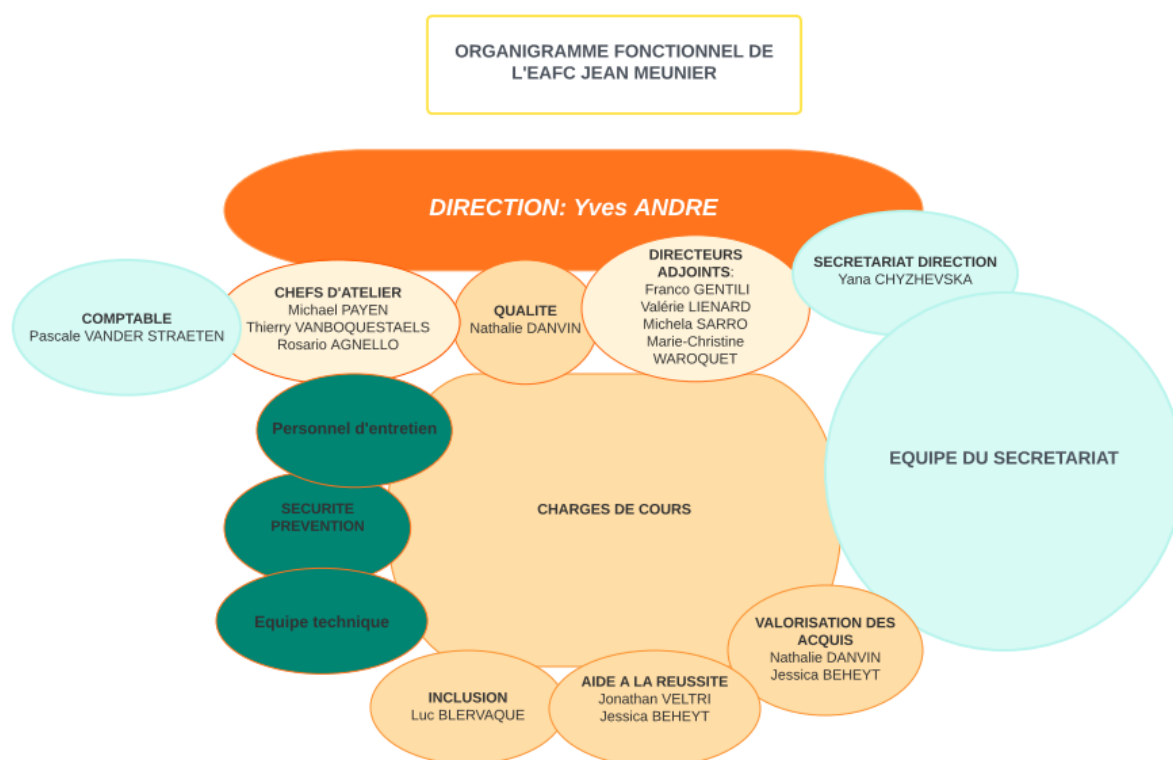 ORGANIGRAMME FONCTIONNEL DE
L'EAFC JEAN MEUNIER
DIRECTION: Yves ANDRE
COMPTABLE
Pascale VANDER STRAETEN
CHEFS D'ATELIER
Michael PAYEN
Thierry VANBOQUESTAELS
Rosario AGNELLO
QUALITE
Nathalie DANVIN
DIRECTEURS
ADJOINTS:
Franco GENTILI
Valérie LIENARD
Michela SARRO
Marie-Christine
WAROQUET
SECRETARIAT DIRECTION
Yana CHYZHEVSKA
Personnel d'entretien
SECURITE
PREVENTION
Equipe technique
CHARGES DE COURS
EQUIPE DU SECRETARIAT
VALORISATION DES
ACQUIS
Nathalie DANVIN
Jessica BEHEYT
INCLUSION
Luc BLERVAQUE
AIDE A LA REUSSITE
Jonathan VELTRI
Jessica BEHEYT